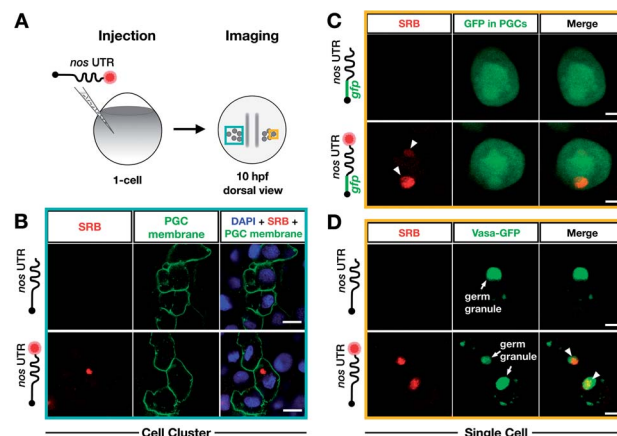 A
Injection
Imaging
nos UTR
1-cell
10 hpf
dorsal view
B
SRB
PGC
membrane
DAPI + SRB +
PGC membrane
nos UTR
nos UTR
Cell Cluster
C
SRB
GFP in PGCs
Merge
nos UTR
gfp
nos UTR
gfp
D
SRB
Vasa-GFP
Merge
nos UTR
germ
granule
nos UTR
germ
granule
Single Cell